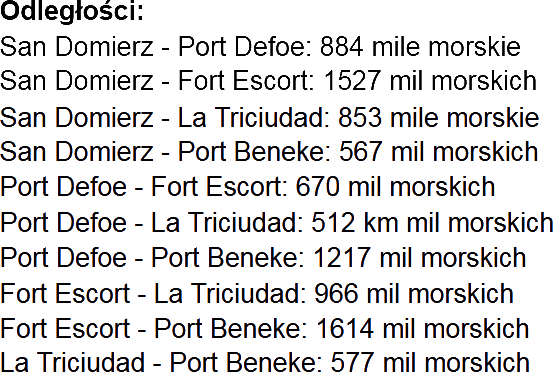 Odległości:
San Domierz - Port Defoe: 884 mile morskie
San Domierz - Fort Escort: 1527 mil morskich
San Domierz - La Triciudad: 853 mile morskie
San Domierz - Port Beneke: 567 mil morskich
Port Defoe - Fort Escort: 670 mil morskich
Port Defoe - La Triciudad: 512 km mil morskich
Port Defoe - Port Beneke: 1217 mil morskich
Fort Escort - La Triciudad: 966 mil morskich
Fort Escort - Port Beneke: 1614 mil morskich
La Triciudad - Port Beneke: 577 mil morskich